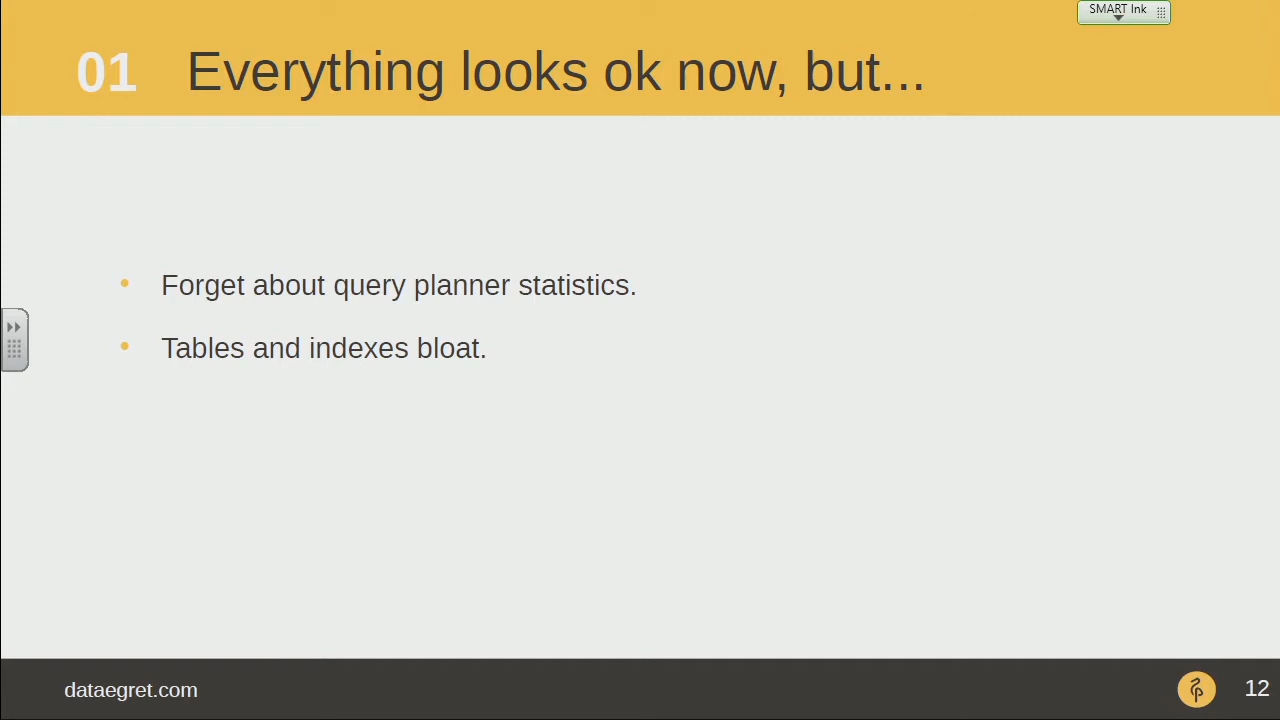 SMART Ink
01 Everything looks ok now, but...
• Forget about query planner statistics.
• Tables and indexes bloat.
dataegret.com
12